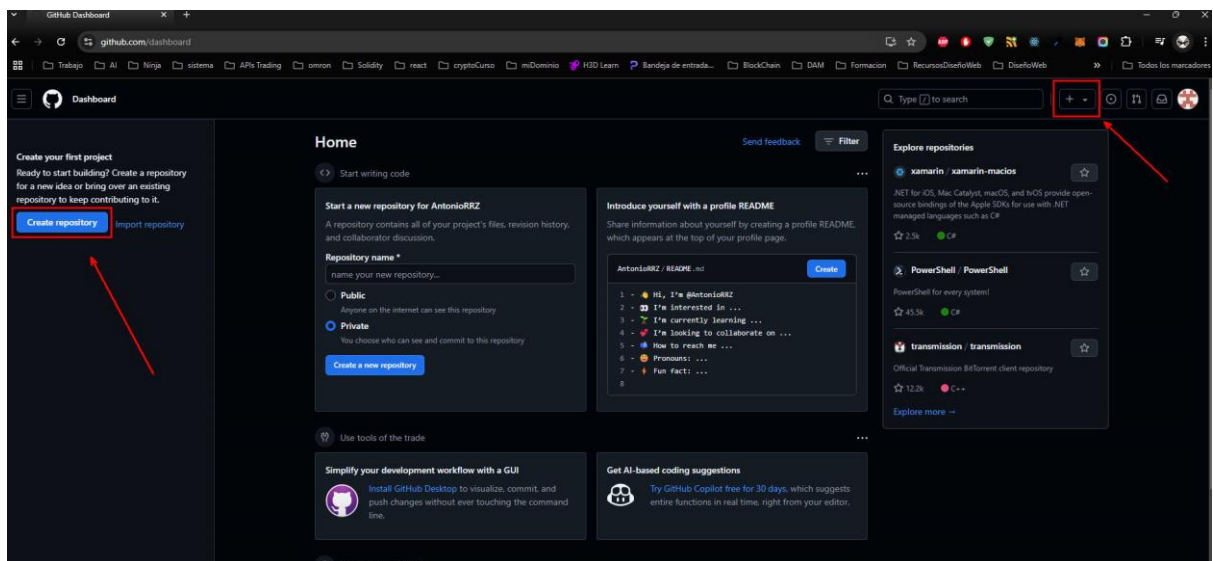 GitHub Dashboard
github.com/dashboard
Trabajo AI Ninja sistema APIs Trading omron Solidity react cryptoCurso miDominio H3D Learn Bandeja de entrada... BlockChain DAM Formacion RecursosDiseñoWeb DiseñoWeb » Todos los marcadores
Dashboard
Type / to search
Create your first project
Ready to start building? Create a repository
for a new idea or bring over an existing
repository to keep contributing to it.
Create repository
Import repository
Home
Send feedback
Filter
Start writing code
Start a new repository for AntonioRRZ
A repository contains all of your project's files, revision history,
and collaborator discussion.
Repository name *
name your new repository...
Public
Anyone on the internet can see this repository
Private
You choose who can see and commit to this repository
Create a new repository
Introduce yourself with a profile README
Share information about yourself by creating a profile README,
which appears at the top of your profile page.
AntonioRRZ / README.md
Create
1 - 👋 Hi, I'm @AntonioRRZ
2 - 👀 I'm interested in ...
3 - 🌱 I'm currently learning ...
4 - 💞️ I'm looking to collaborate on ...
5 - 📫 How to reach me ...
6 - 😄 Pronouns: ...
7 - ⚡ Fun fact: ...
8
Use tools of the trade
Simplify your development workflow with a GUI
Install GitHub Desktop to visualize, commit, and
push changes without ever touching the command
line.
Get AI-based coding suggestions
Try GitHub Copilot free for 30 days, which suggests
entire functions in real time, right from your editor.
Explore repositories
xamarin / xamarin-macios
.NET for iOS, Mac Catalyst, macOS, and tvOS provide open-
source bindings of the Apple SDKs for use with .NET
managed languages such as C#
2.5k C#
PowerShell / PowerShell
PowerShell for every system!
45.5k C#
transmission / transmission
Official Transmission BitTorrent client repository
12.2k C++
Explore more →